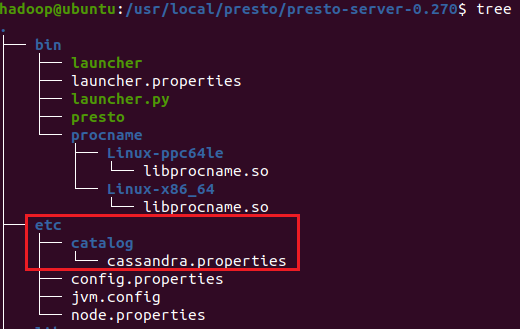 hadoop@ubuntu:/usr/local/presto/presto-server-0.270$ tree
.
├── bin
│   ├── launcher
│   ├── launcher.properties
│   ├── launcher.py
│   ├── presto
│   └── procname
│       ├── Linux-ppc64le
│       │   └── libprocname.so
│       └── Linux-x86_64
│           └── libprocname.so
├── etc
│   ├── catalog
│   │   └── cassandra.properties
│   ├── config.properties
│   ├── jvm.config
│   └── node.properties